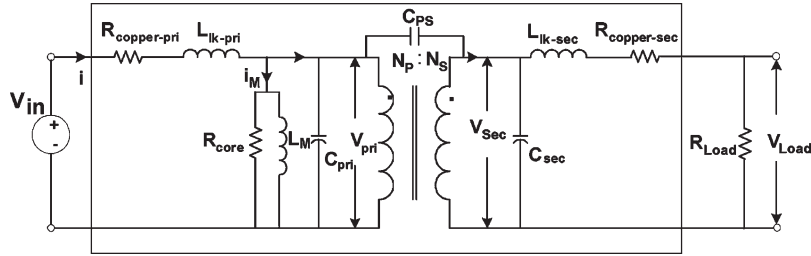 C_PS
R_copper-pri
L_lk-pri
N_P : N_S
L_lk-sec
R_copper-sec
i
i_M
V_in
+
-
R_core
L_M
C_pri
V_pri
V_Sec
C_sec
R_Load
V_Load